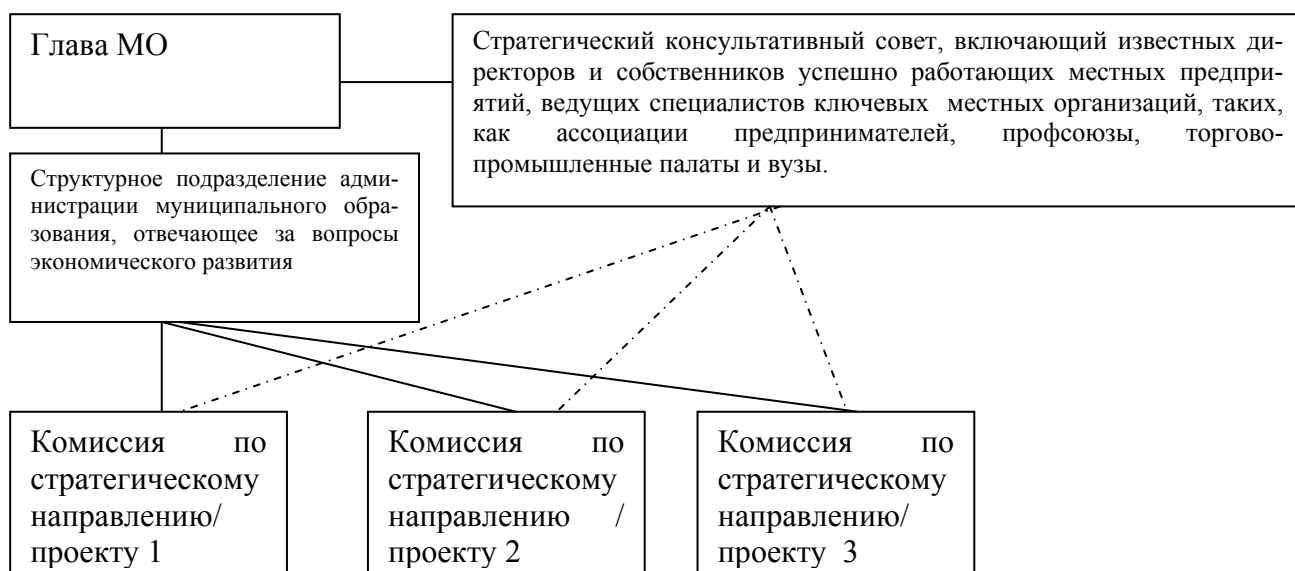 Глава МО
Стратегический консультативный совет, включающий известных ди-
ректоров и собственников успешно работающих местных предпри-
ятий, ведущих специалистов ключевых местных организаций, таких,
как ассоциации предпринимателей, профсоюзы, торгово-
промышленные палаты и вузы.
Структурное подразделение адми-
нистрации муниципального обра-
зования, отвечающее за вопросы
экономического развития
Комиссия по
стратегическому
направлению/
проекту 1
Комиссия по
стратегическому
направлению /
проекту 2
Комиссия по
стратегическому
направлению/
проекту 3